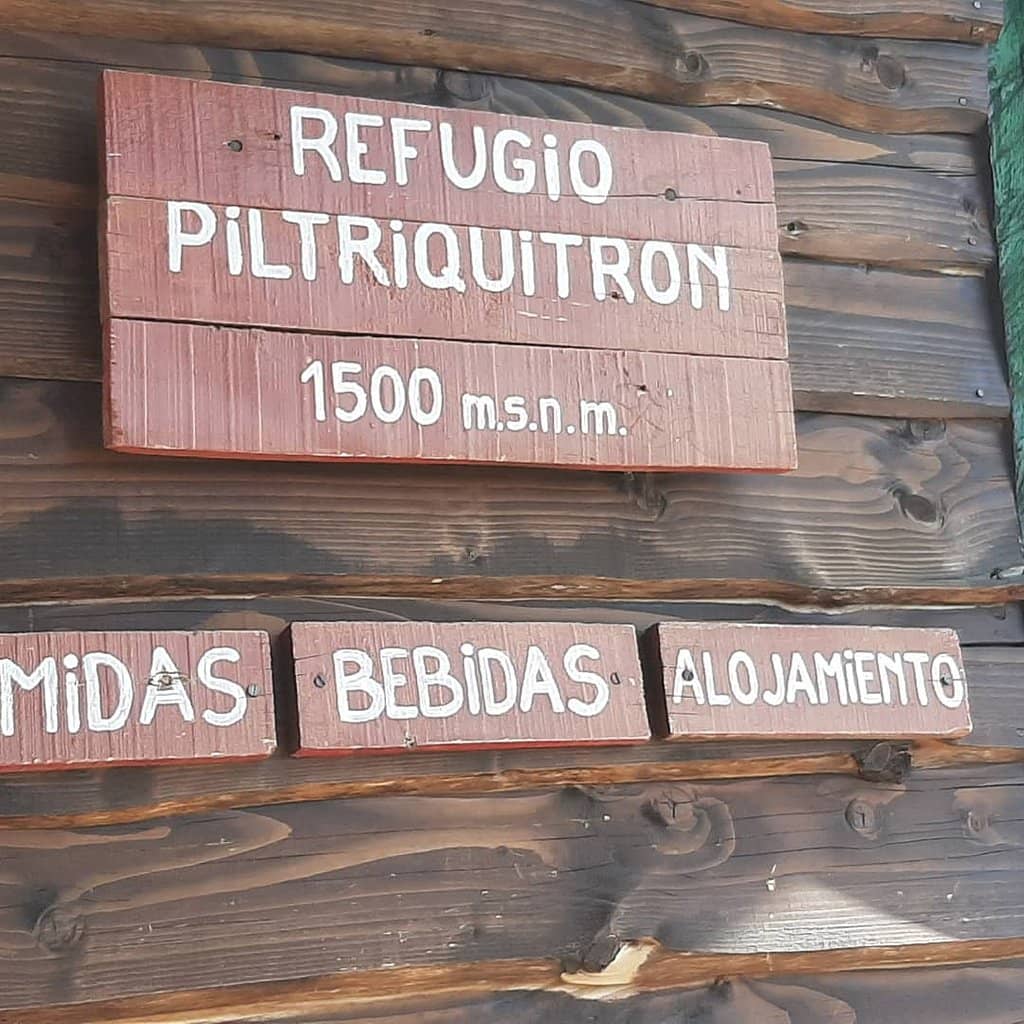 REFUGiO
PiLTRiQUiTRON
1500 m.s.n.m.
MiDAS BEBiDAS ALOJAMiENTO